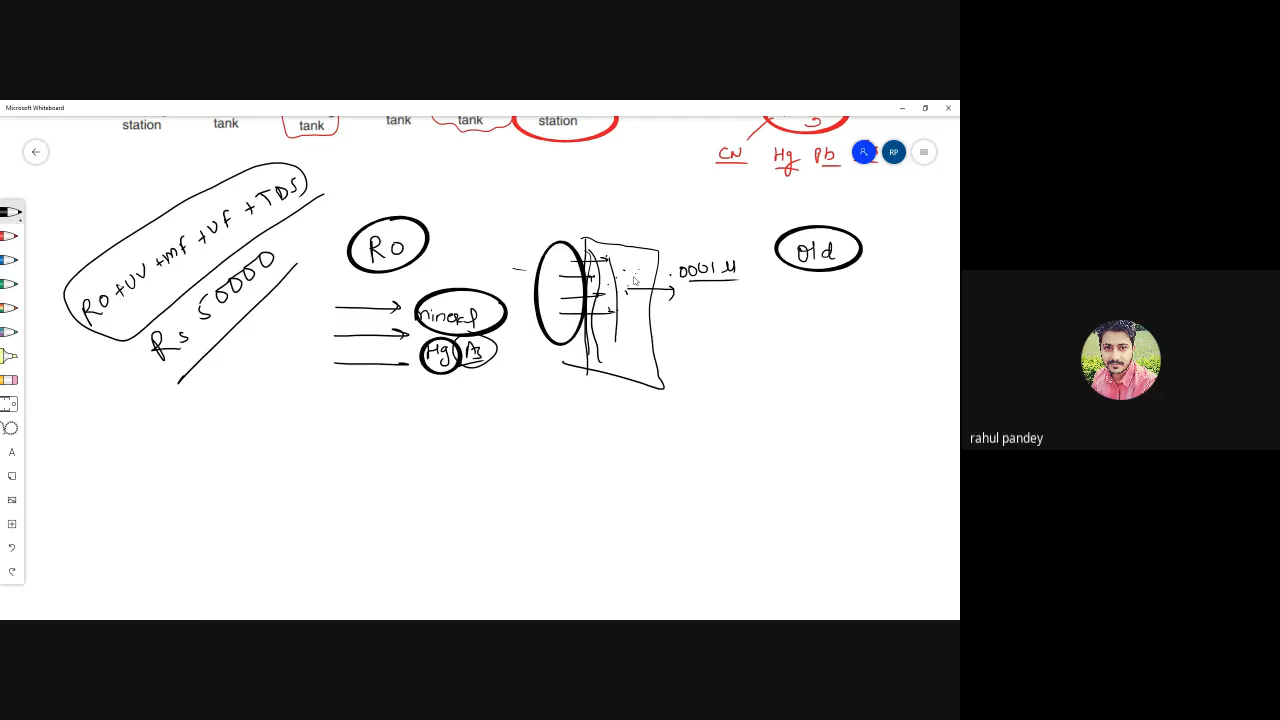 Microsoft Whiteboard
station tank tank tank tank station
CN Hg Pb
RP
RO + UV + mf + UF + TDS
Rs 50000
Ro
mineral
Hg As
.0001 μ
Old
A
rahul pandey